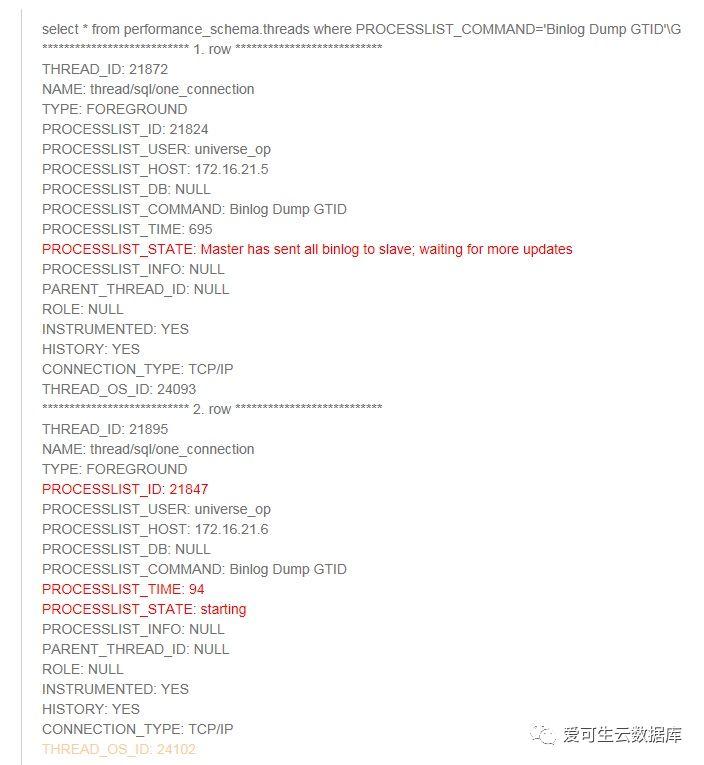 select * from performance_schema.threads where PROCESSLIST_COMMAND='Binlog Dump GTID'\G
*************************** 1. row ***************************
THREAD_ID: 21872
NAME: thread/sql/one_connection
TYPE: FOREGROUND
PROCESSLIST_ID: 21824
PROCESSLIST_USER: universe_op
PROCESSLIST_HOST: 172.16.21.5
PROCESSLIST_DB: NULL
PROCESSLIST_COMMAND: Binlog Dump GTID
PROCESSLIST_TIME: 695
PROCESSLIST_STATE: Master has sent all binlog to slave; waiting for more updates
PROCESSLIST_INFO: NULL
PARENT_THREAD_ID: NULL
ROLE: NULL
INSTRUMENTED: YES
HISTORY: YES
CONNECTION_TYPE: TCP/IP
THREAD_OS_ID: 24093
*************************** 2. row ***************************
THREAD_ID: 21895
NAME: thread/sql/one_connection
TYPE: FOREGROUND
PROCESSLIST_ID: 21847
PROCESSLIST_USER: universe_op
PROCESSLIST_HOST: 172.16.21.6
PROCESSLIST_DB: NULL
PROCESSLIST_COMMAND: Binlog Dump GTID
PROCESSLIST_TIME: 94
PROCESSLIST_STATE: starting
PROCESSLIST_INFO: NULL
PARENT_THREAD_ID: NULL
ROLE: NULL
INSTRUMENTED: YES
HISTORY: YES
CONNECTION_TYPE: TCP/IP
THREAD_OS_ID: 24102
爱可生云数据库